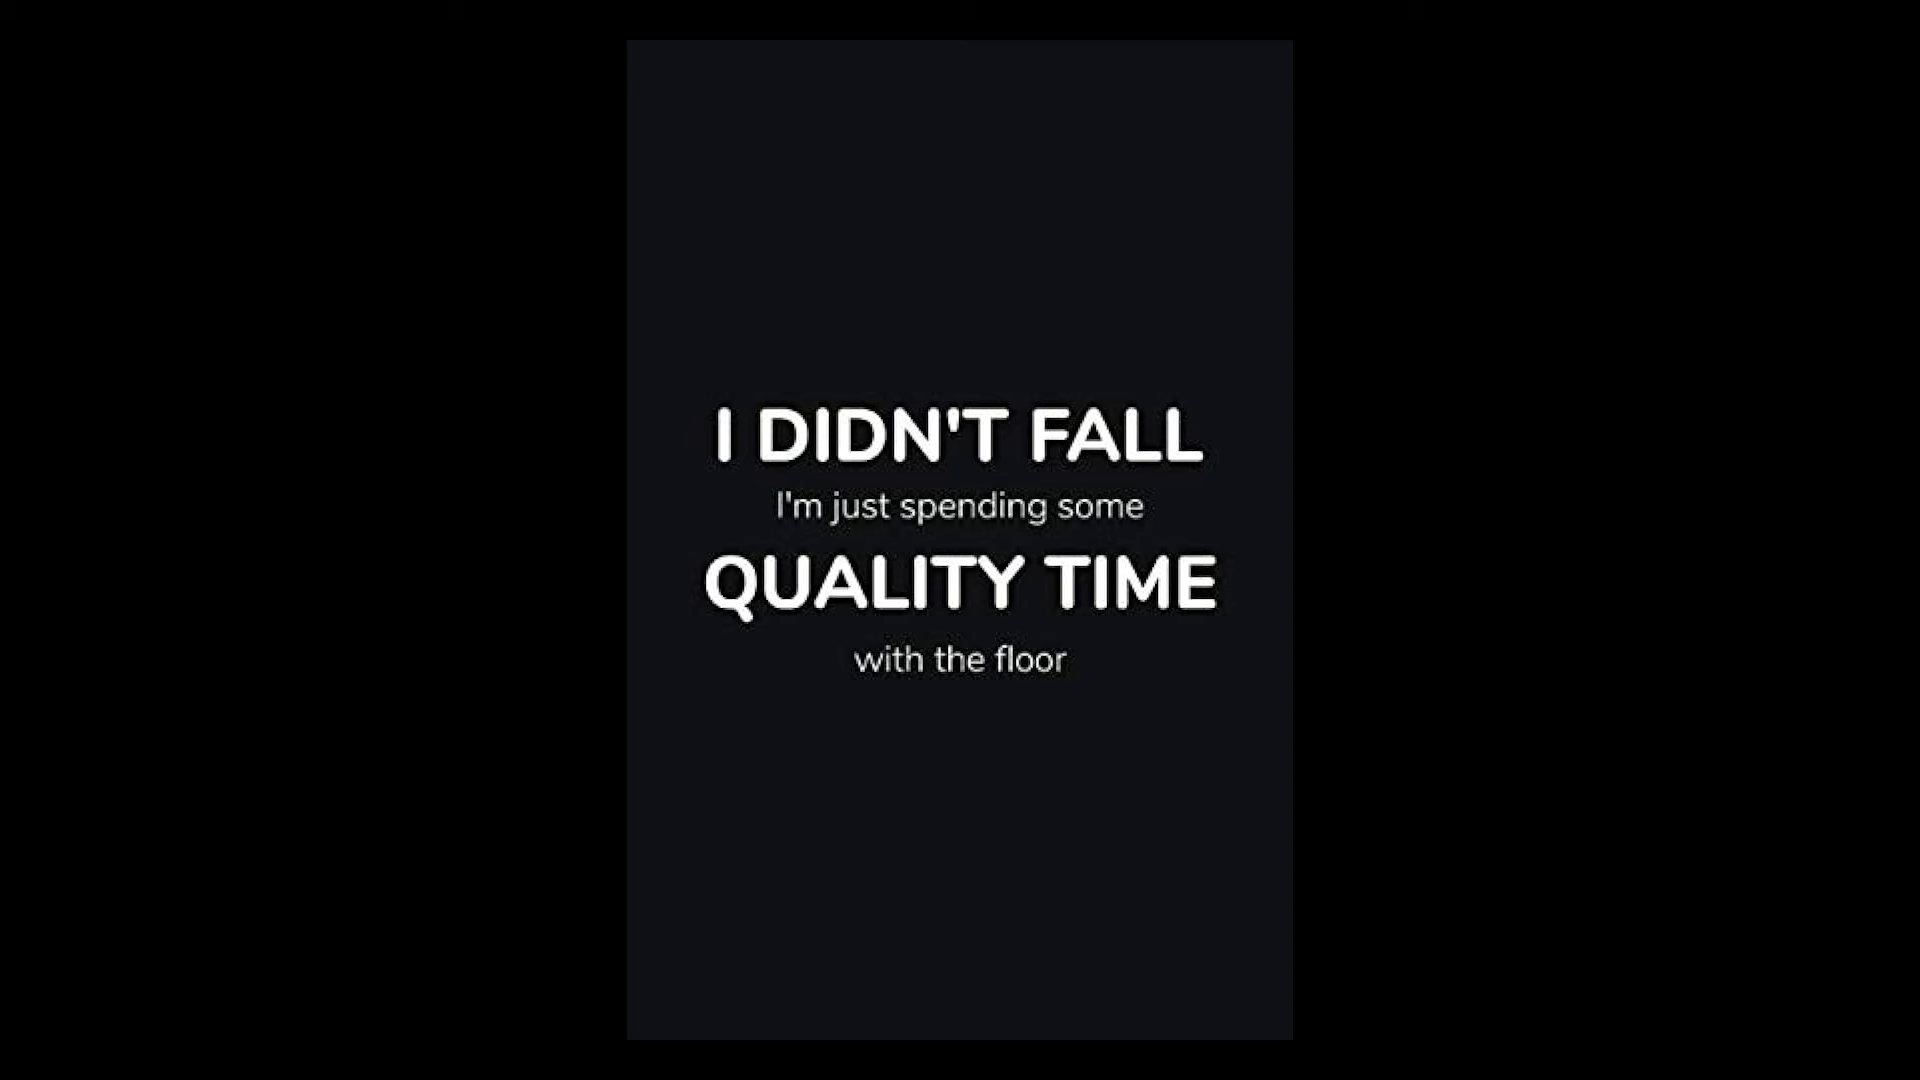 I DIDN'T FALL
I'm just spending some
QUALITY TIME
with the floor